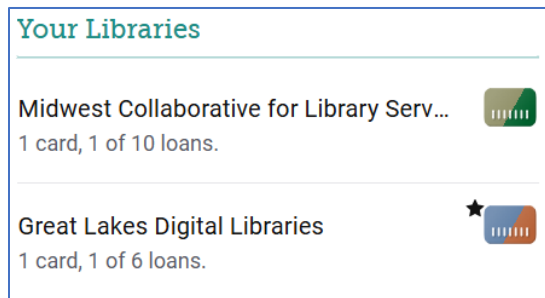 Your Libraries
Midwest Collaborative for Library Serv...
1 card, 1 of 10 loans.
Great Lakes Digital Libraries
1 card, 1 of 6 loans.